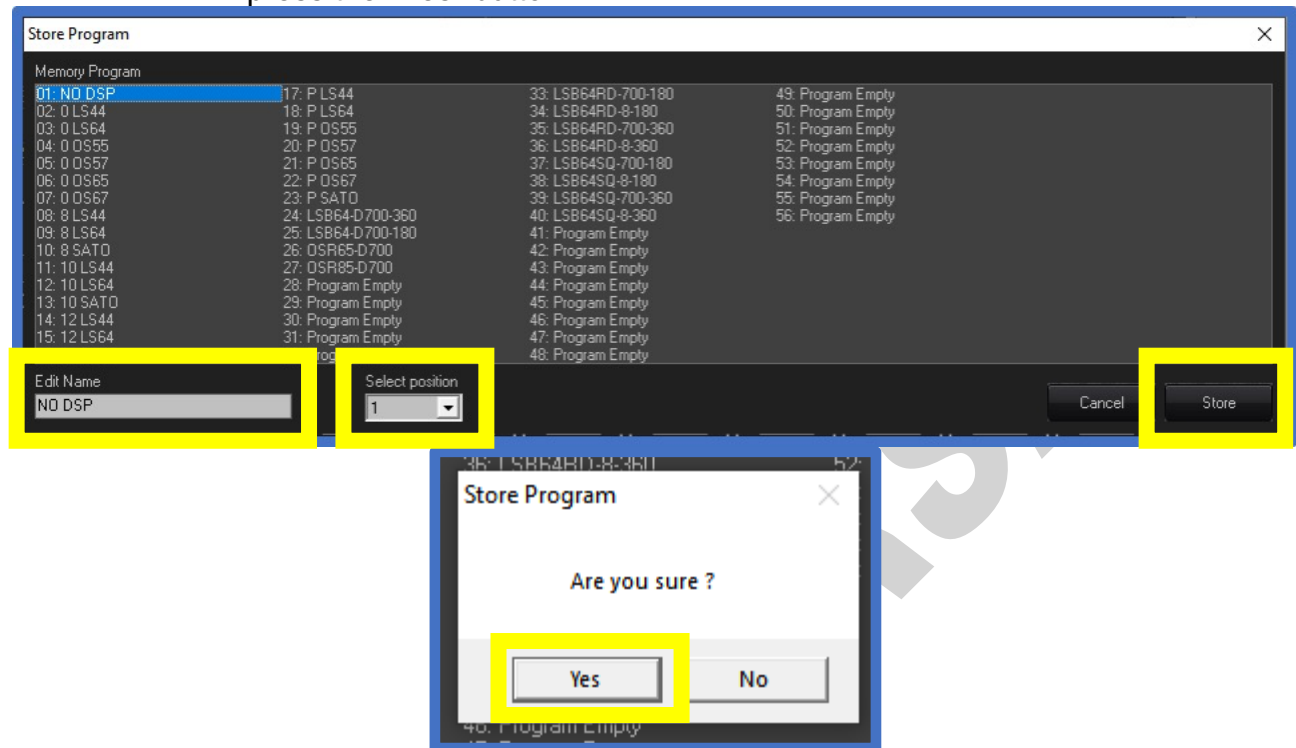 Store Program
Memory Program
01: NO DSP
02: 0 LS44
03: 0 LS64
04: 0 OS55
05: 0 OS57
06: 0 OS65
07: 0 OS67
08: 8 LS44
09: 8 LS64
10: 8 SATO
11: 10 LS44
12: 10 LS64
13: 10 SATO
14: 12 LS44
15: 12 LS64
17: P LS44
18: P LS64
19: P OS55
20: P OS57
21: P OS65
22: P OS67
23: P SATO
24: LSB64-D700-360
25: LSB64-D700-180
26: OSR65-D700
27: OSR85-D700
28: Program Empty
29: Program Empty
30: Program Empty
31: Program Empty
33: LSB64RD-700-180
34: LSB64RD-8-180
35: LSB64RD-700-360
36: LSB64RD-8-360
37: LSB64SQ-700-180
38: LSB64SQ-8-180
39: LSB64SQ-700-360
40: LSB64SQ-8-360
41: Program Empty
42: Program Empty
43: Program Empty
44: Program Empty
45: Program Empty
46: Program Empty
47: Program Empty
48: Program Empty
49: Program Empty
50: Program Empty
51: Program Empty
52: Program Empty
53: Program Empty
54: Program Empty
55: Program Empty
56: Program Empty
Edit Name
NO DSP
Select position
1
Cancel
Store
36: LSB64RD-8-360 52:
Store Program
Are you sure ?
Yes
No
46: Program Empty